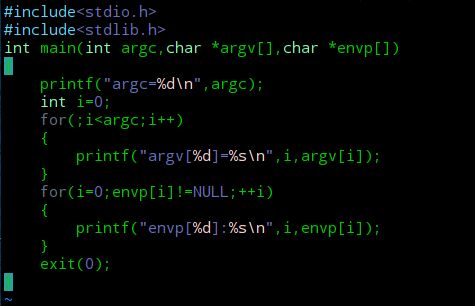 #include<stdio.h>
#include<stdlib.h>
int main(int argc,char *argv[],char *envp[])
    printf("argc=%d\n",argc);
    int i=0;
    for(;i<argc;i++)
    {
        printf("argv[%d]=%s\n",i,argv[i]);
    }
    for(i=0;envp[i]!=NULL;++i)
    {
        printf("envp[%d]:%s\n",i,envp[i]);
    }
    exit(0);
~